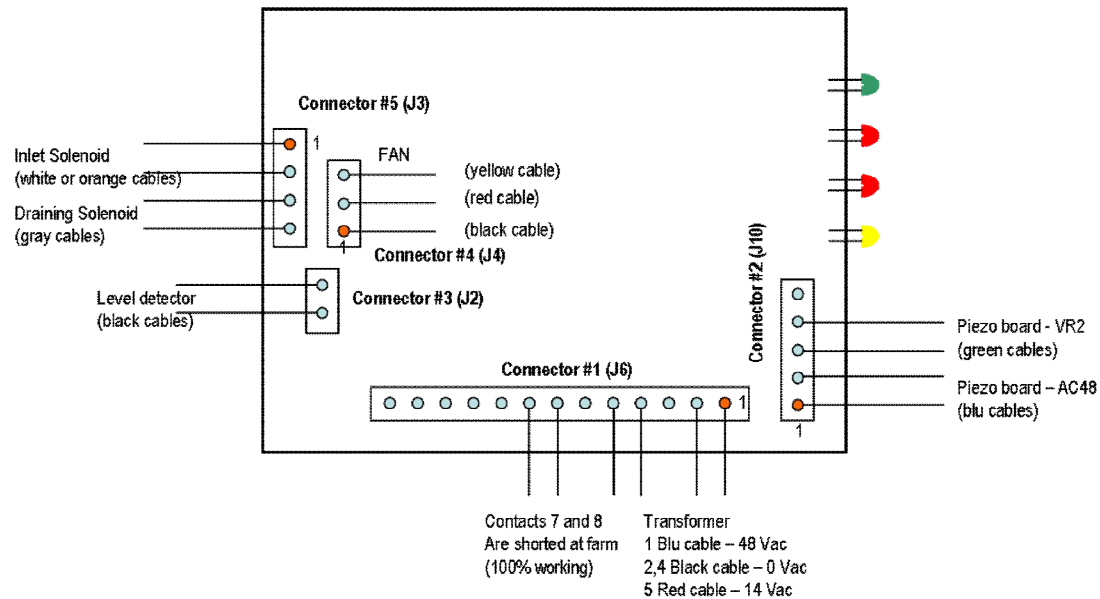 Connector #5 (J3)
1
Inlet Solenoid
(white or orange cables)
Draining Solenoid
(gray cables)
FAN
(yellow cable)
(red cable)
(black cable)
1
Connector #4 (J4)
Level detector
(black cables)
Connector #3 (J2)
Connector #2 (J10)
Piezo board - VR2
(green cables)
Piezo board – AC48
(blu cables)
1
Connector #1 (J6)
1
Contacts 7 and 8
Are shorted at farm
(100% working)
Transformer
1 Blu cable – 48 Vac
2,4 Black cable – 0 Vac
5 Red cable – 14 Vac